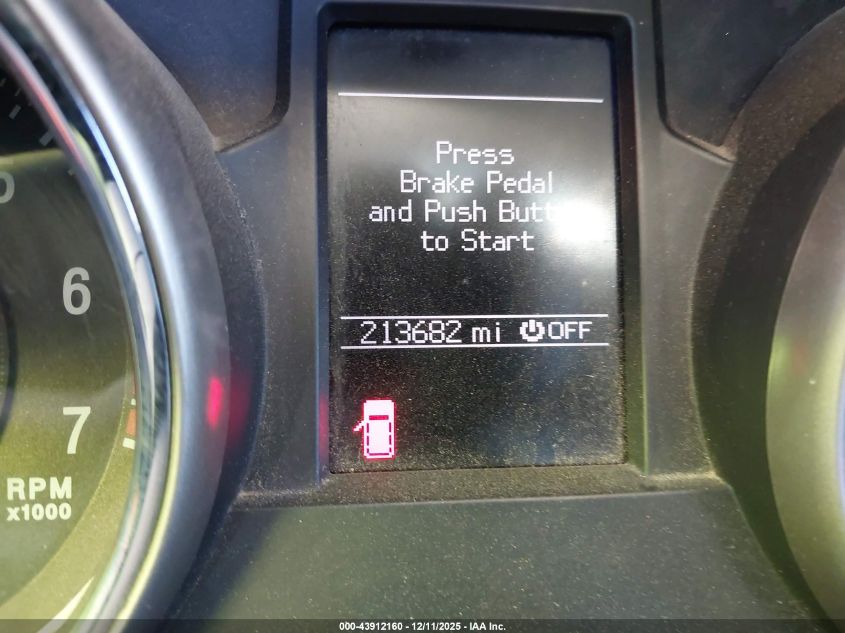 Press
Brake Pedal
and Push
to Start
213682 mi OFF
6
7
RPM
x1000
000-43912160 - 12/11/2025 - IAA Inc.